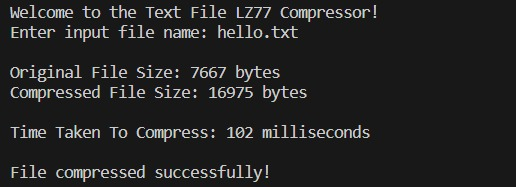 Welcome to the Text File LZ77 Compressor!
Enter input file name: hello.txt
Original File Size: 7667 bytes
Compressed File Size: 16975 bytes
Time Taken To Compress: 102 milliseconds
File compressed successfully!